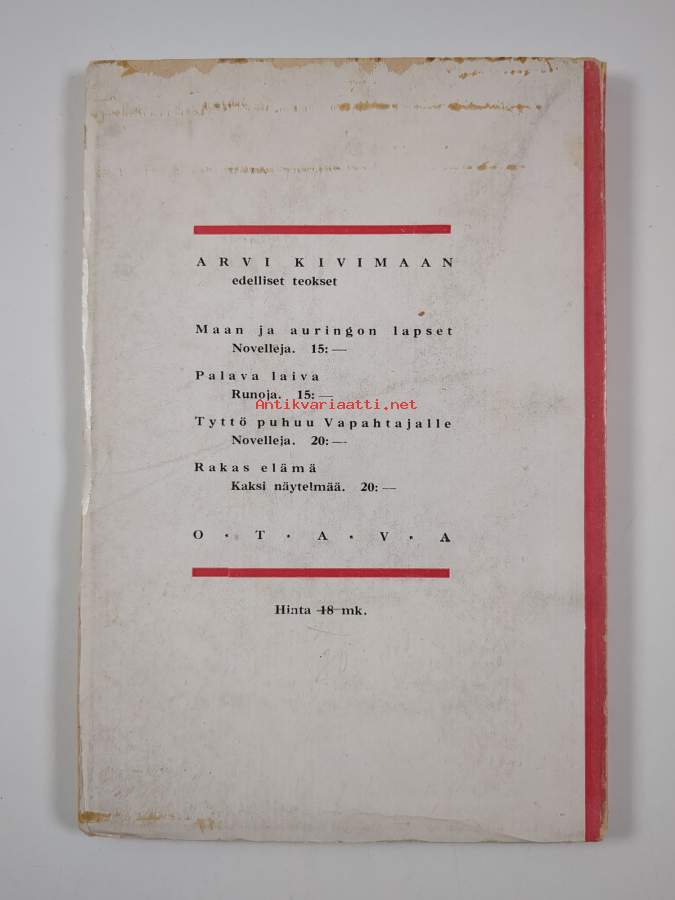 ARVI KIVIMAAN
edelliset teokset
Maan ja auringon lapset
Novelleja. 15:—
Palava laiva
Runoja. 15:—
Antikvariaatti.net
Tyttö puhuu Vapahtajalle
Novelleja. 20:—
Rakas elämä
Kaksi näytelmää. 20:—
O·T·A·V·A
Hinta 18 mk.